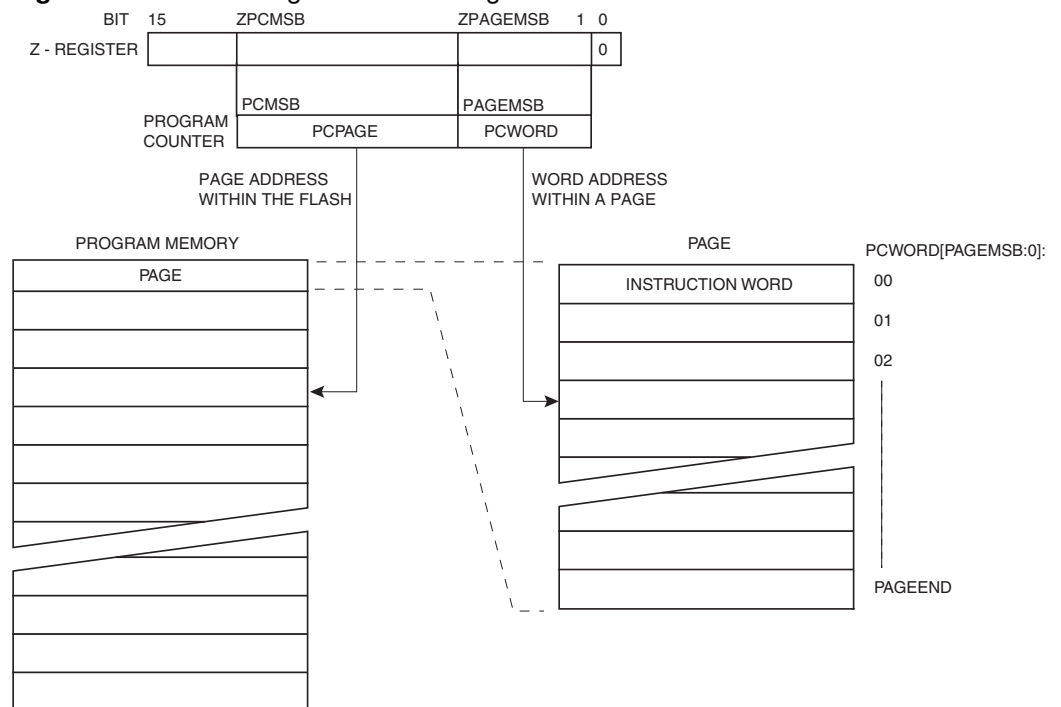 BIT 15 ZPCMSB ZPAGEMSB 1 0
Z - REGISTER 0
PCMSB PAGEMSB
PROGRAM
COUNTER
PCPAGE PCWORD
PAGE ADDRESS
WITHIN THE FLASH
WORD ADDRESS
WITHIN A PAGE
PROGRAM MEMORY
PAGE
PAGE
PCWORD[PAGEMSB:0]:
INSTRUCTION WORD
00
01
02
PAGEEND